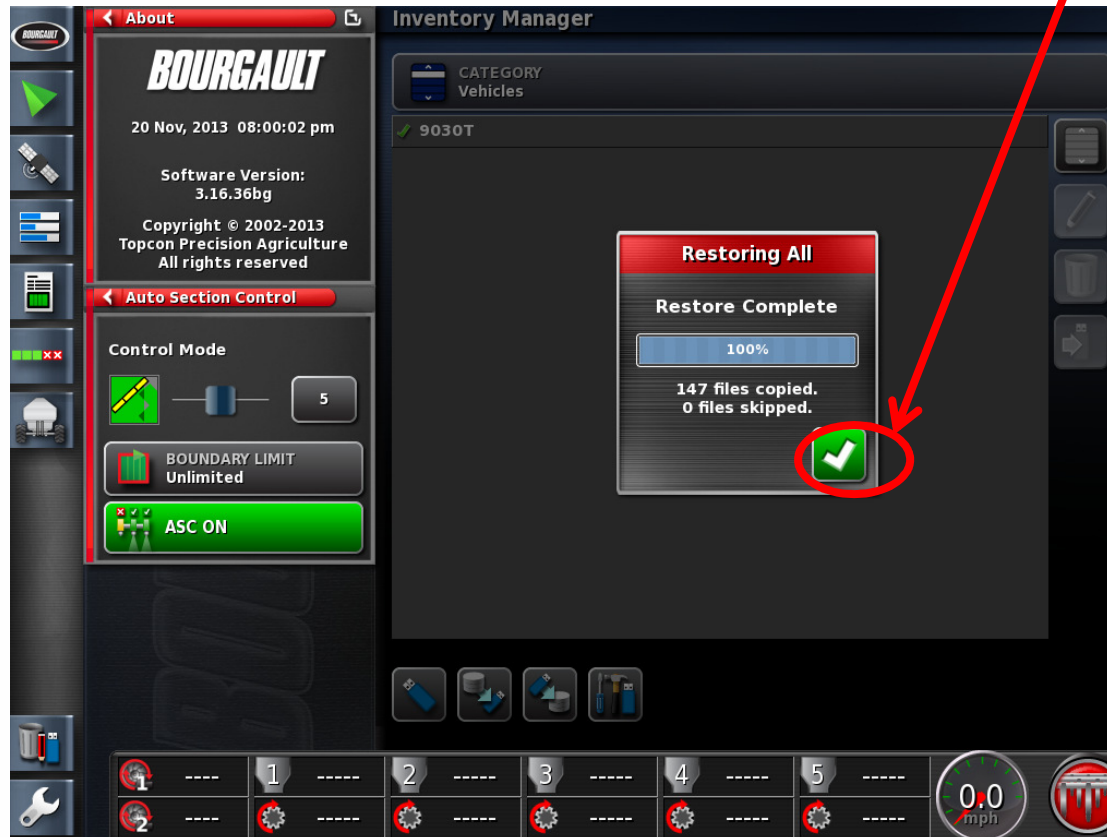 BOURGAULT
About
Inventory Manager
BOURGAULT
20 Nov, 2013 08:00:02 pm
Software Version:
3.16.36bg
Copyright © 2002-2013
Topcon Precision Agriculture
All rights reserved
CATEGORY
Vehicles
9030T
Auto Section Control
Control Mode
5
BOUNDARY LIMIT
Unlimited
ASC ON
Restoring All
Restore Complete
100%
147 files copied.
0 files skipped.
1 ---- 1 ----- 2 ----- 3 ----- 4 ----- 5 -----
2 ---- ----- ----- ----- ----- -----
0.0
mph